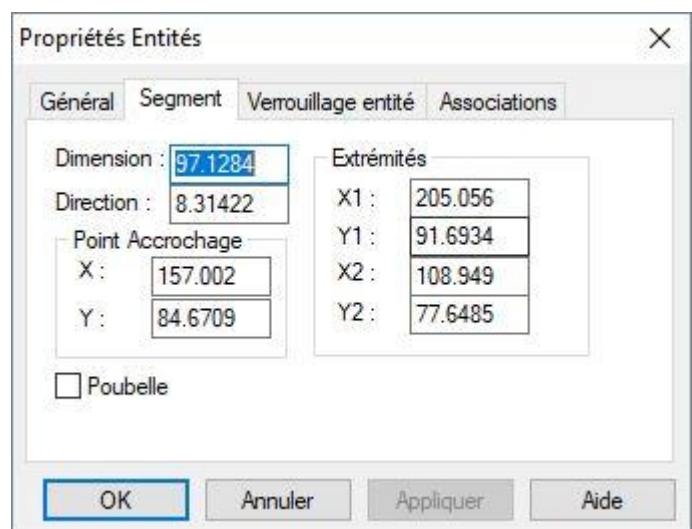 Propriétés Entités
Général Segment Verrouillage entité Associations
Dimension : 97.1284
Direction : 8.31422
Point Accrochage
X : 157.002
Y : 84.6709
Extrémités
X1 : 205.056
Y1 : 91.6934
X2 : 108.949
Y2 : 77.6485
Poubelle
OK Annuler Appliquer Aide